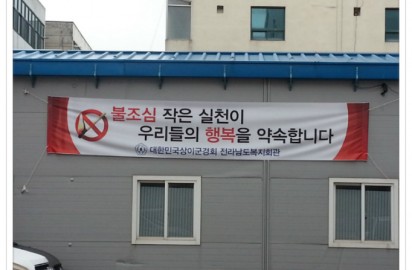 불조심 작은 실천이
우리들의 행복을 약속합니다
대한민국상이군경회 전라남도복지회관